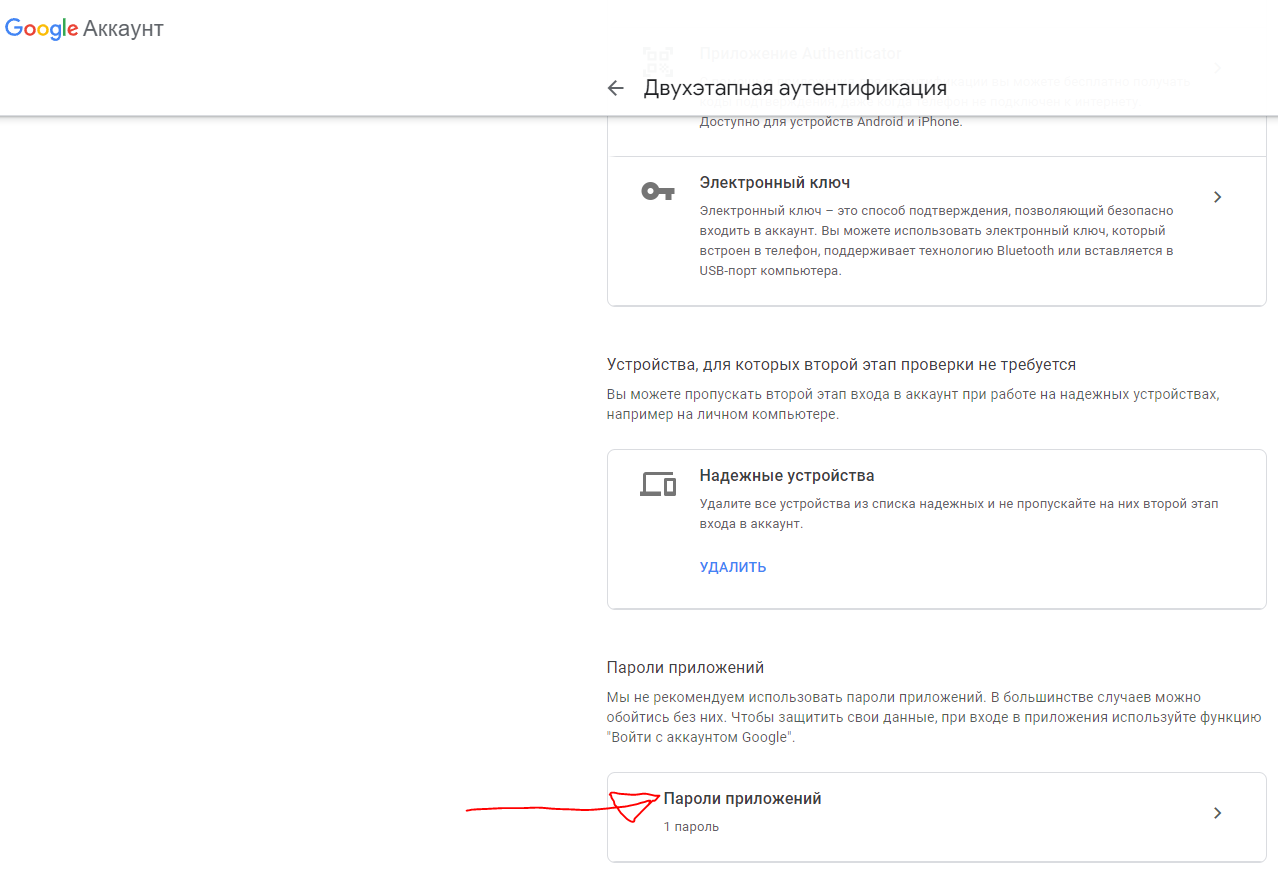 Google Аккаунт
Приложение Authenticator
Двухэтапная аутентификация
Доступно для устройств Android и iPhone.
Электронный ключ
Электронный ключ – это способ подтверждения, позволяющий безопасно
входить в аккаунт. Вы можете использовать электронный ключ, который
встроен в телефон, поддерживает технологию Bluetooth или вставляется в
USB-порт компьютера.
Устройства, для которых второй этап проверки не требуется
Вы можете пропускать второй этап входа в аккаунт при работе на надежных устройствах,
например на личном компьютере.
Надежные устройства
Удалите все устройства из списка надежных и не пропускайте на них второй этап
входа в аккаунт.
УДАЛИТЬ
Пароли приложений
Мы не рекомендуем использовать пароли приложений. В большинстве случаев можно
обойтись без них. Чтобы защитить свои данные, при входе в приложения используйте функцию
"Войти с аккаунтом Google".
Пароли приложений
1 пароль